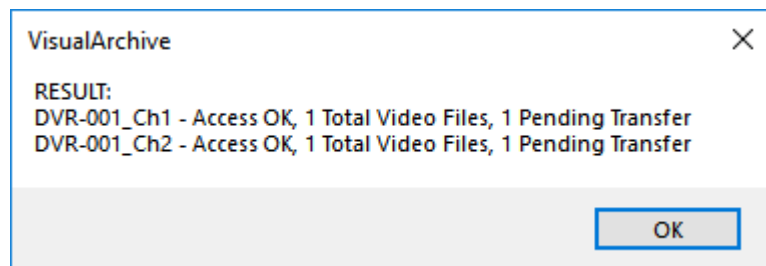 VisualArchive
RESULT:
DVR-001_Ch1 - Access OK, 1 Total Video Files, 1 Pending Transfer
DVR-001_Ch2 - Access OK, 1 Total Video Files, 1 Pending Transfer
OK